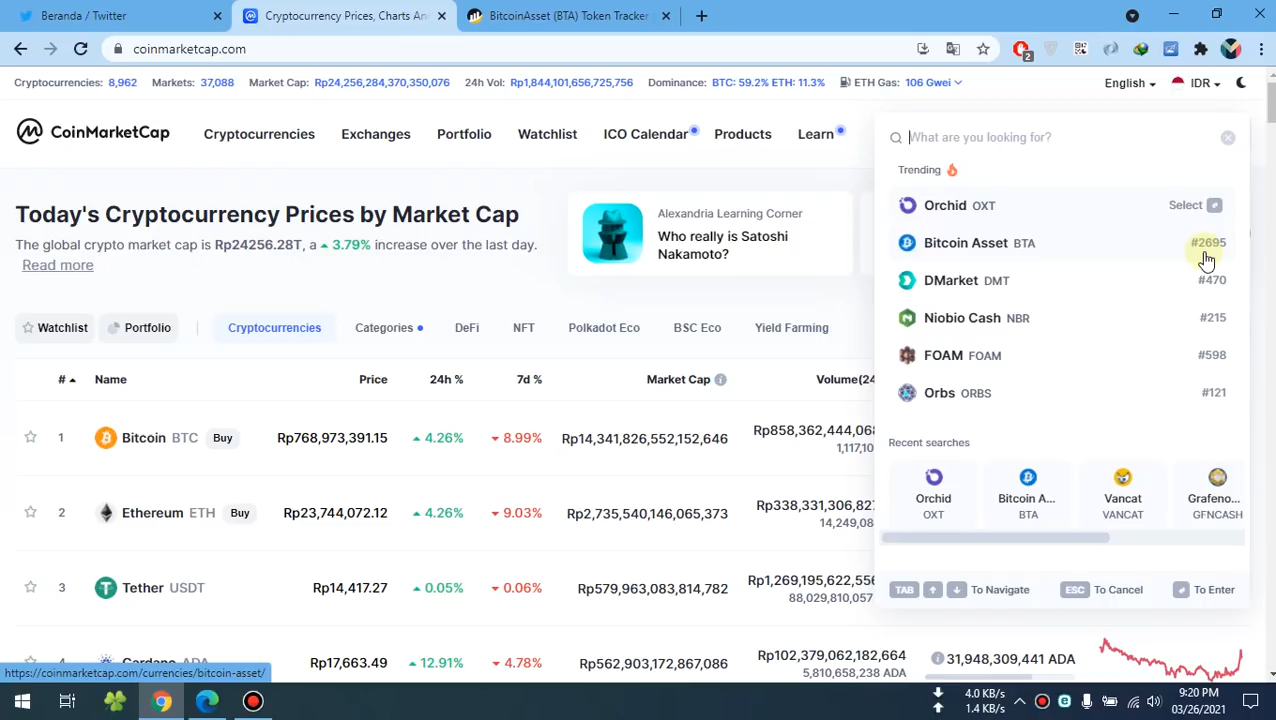 Beranda / Twitter
Cryptocurrency Prices, Charts An
BitcoinAsset (BTA) Token Tracker
coinmarketcap.com
2
Cryptocurrencies: 8,962 Markets: 37,088 Market Cap: Rp24,256,284,370,350,076 24h Vol: Rp1,844,101,656,725,756 Dominance: BTC: 59.2% ETH: 11.3% ETH Gas: 106 Gwei English IDR
CoinMarketCap Cryptocurrencies Exchanges Portfolio Watchlist ICO Calendar Products Learn
What are you looking for?
Trending
Orchid OXT Select
Bitcoin Asset BTA #2695
DMarket DMT #470
Niobio Cash NBR #215
FOAM FOAM #598
Orbs ORBS #121
Recent searches
Orchid OXT
Bitcoin A... BTA
Vancat VANCAT
Grafeno... GFNCASH
TAB To Navigate ESC To Cancel To Enter
Today's Cryptocurrency Prices by Market Cap
The global crypto market cap is Rp24256.28T, a 3.79% increase over the last day.
Read more
Alexandria Learning Corner
Who really is Satoshi
Nakamoto?
Watchlist Portfolio Cryptocurrencies Categories DeFi NFT Polkadot Eco BSC Eco Yield Farming
# Name Price 24h % 7d % Market Cap Volume(24
1 Bitcoin BTC Buy Rp768,973,391.15 4.26% 8.99% Rp14,341,826,552,152,646 Rp858,362,444,068
1,117,10
2 Ethereum ETH Buy Rp23,744,072.12 4.26% 9.03% Rp2,735,540,146,065,373 Rp338,331,306,827
14,249,08
3 Tether USDT Rp14,417.27 0.05% 0.06% Rp579,963,083,814,782 Rp1,269,195,622,556
88,029,810,057
4 Cardano ADA Rp17,663.49 12.91% 4.78% Rp562,903,172,867,086 Rp102,379,062,182,664 31,948,309,441 ADA
5,810,658,238 ADA
https://coinmarketcap.com/currencies/bitcoin-asset/
4.0 KB/s
1.4 KB/s
9:20 PM
03/26/2021